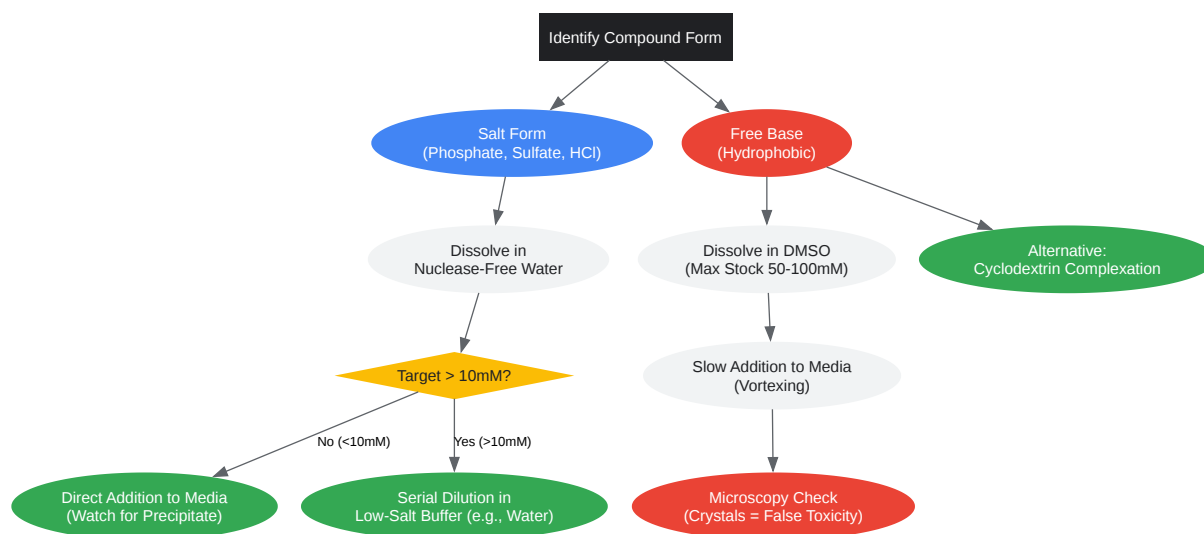 Identify Compound Form
Salt Form
(Phosphate, Sulfate, HCl)
Free Base
(Hydrophobic)
Dissolve in
Nuclease-Free Water
Dissolve in DMSO
(Max Stock 50-100mM)
Alternative:
Cyclodextrin Complexation
Target > 10mM?
Slow Addition to Media
(Vortexing)
No (<10mM)
Yes (>10mM)
Direct Addition to Media
(Watch for Precipitate)
Serial Dilution in
Low-Salt Buffer (e.g., Water)
Microscopy Check
(Crystals = False Toxicity)